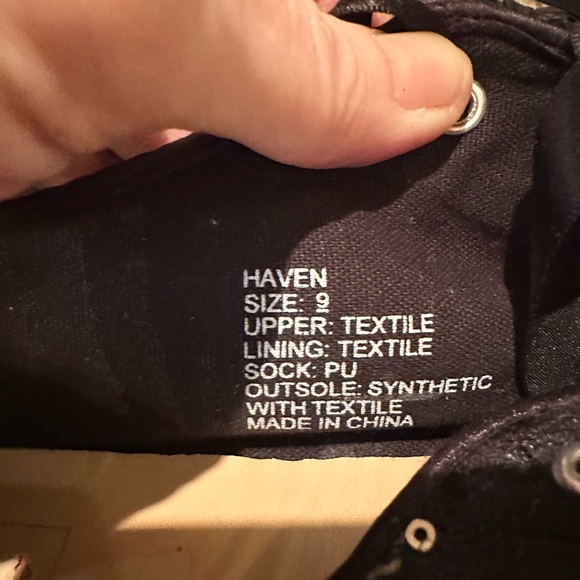 HAVEN
SIZE: 9
UPPER: TEXTILE
LINING: TEXTILE
SOCK: PU
OUTSOLE: SYNTHETIC
WITH TEXTILE
MADE IN CHINA